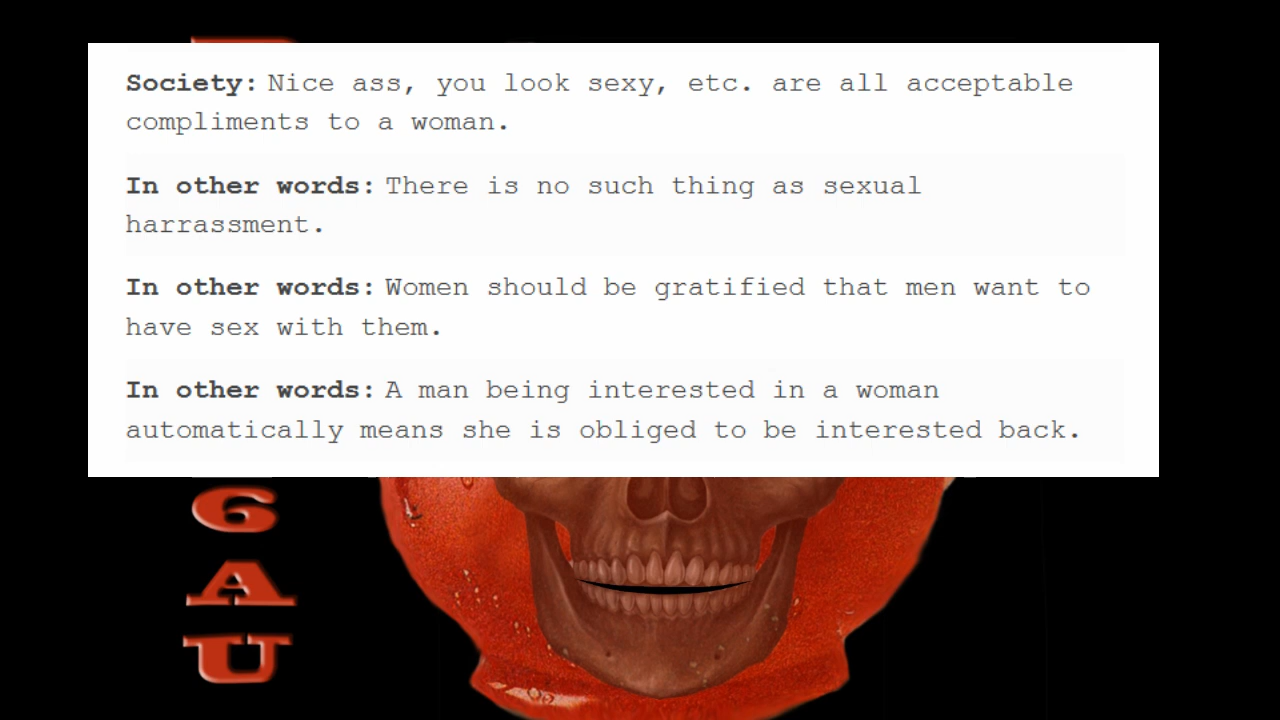 Society: Nice ass, you look sexy, etc. are all acceptable
compliments to a woman.
In other words: There is no such thing as sexual
harrassment.
In other words: Women should be gratified that men want to
have sex with them.
In other words: A man being interested in a woman
automatically means she is obliged to be interested back.
6
A
U